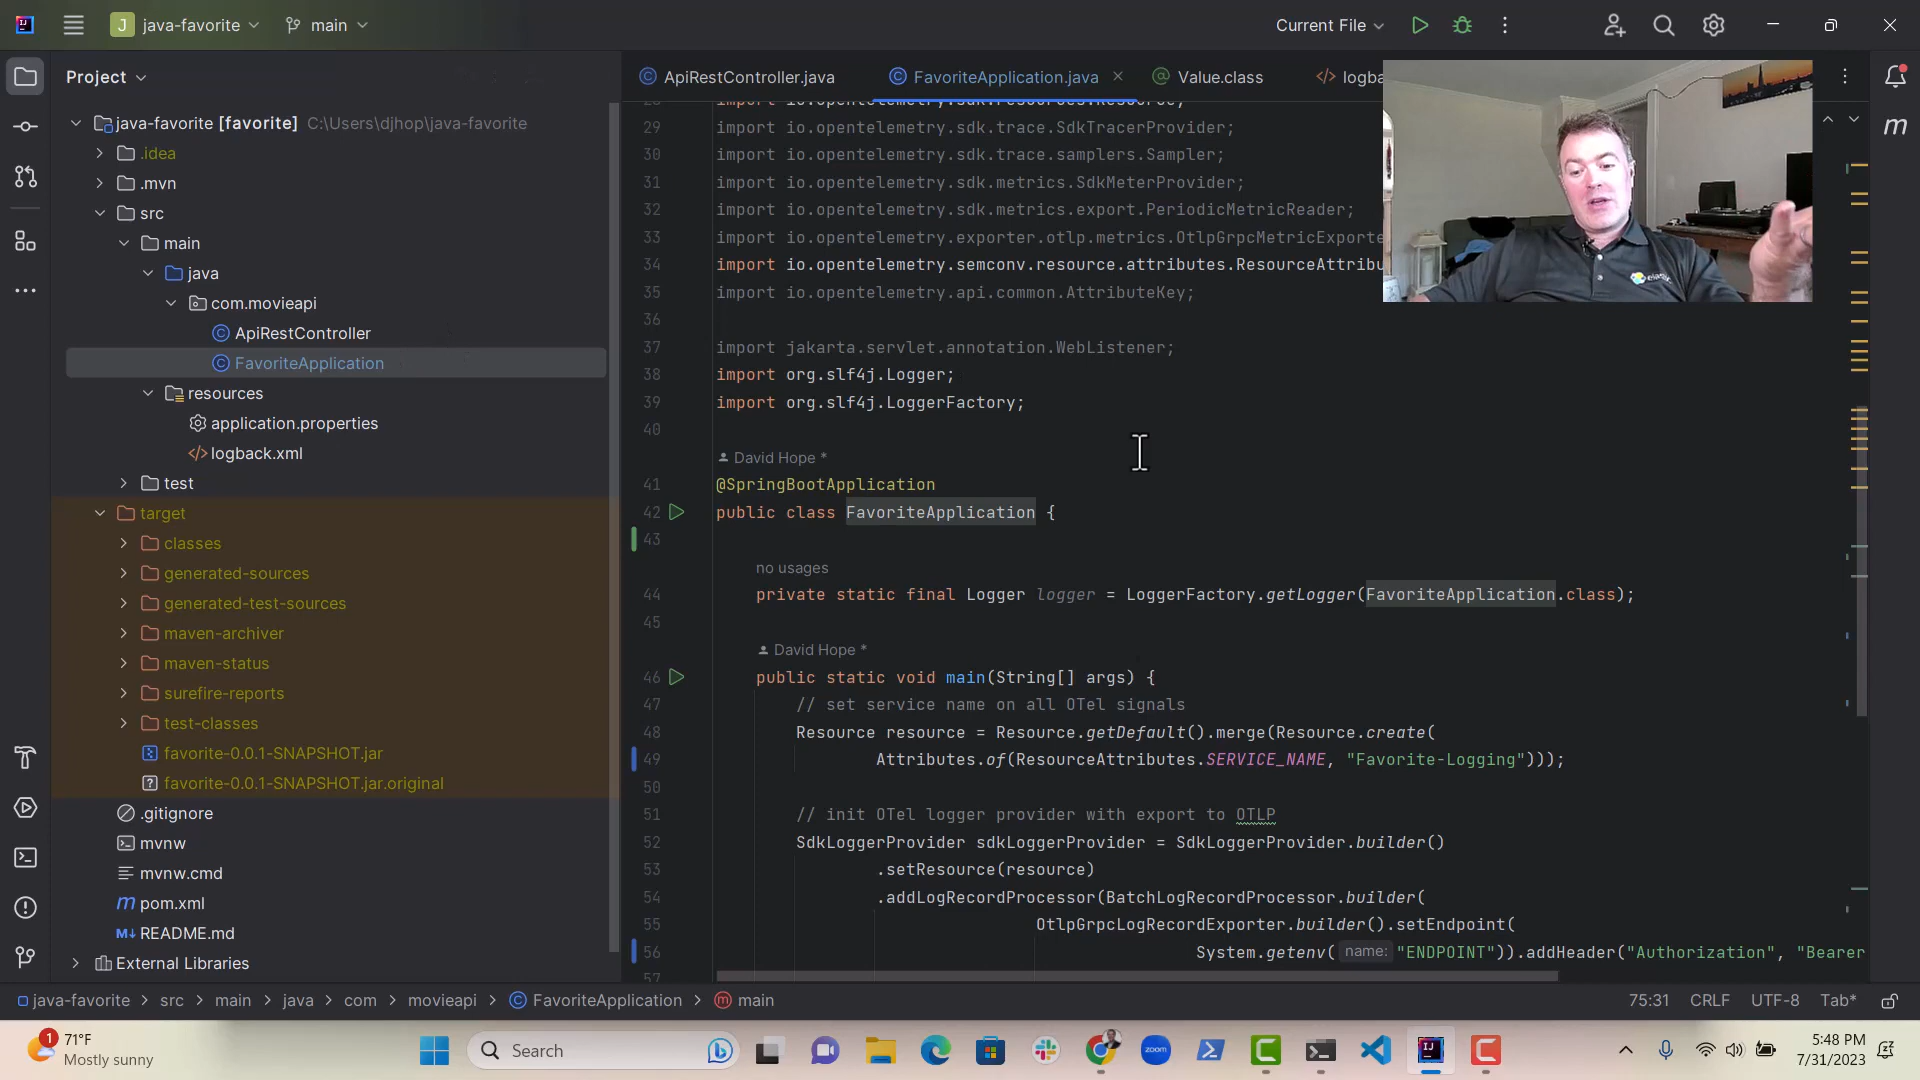 J java-favorite
main
Current File
Project
ApiRestController.java
FavoriteApplication.java
Value.class
logba
java-favorite [favorite] C:\Users\djhop\java-favorite
.idea
.mvn
src
main
java
com.movieapi
ApiRestController
FavoriteApplication
resources
application.properties
logback.xml
test
target
classes
generated-sources
generated-test-sources
maven-archiver
maven-status
surefire-reports
test-classes
favorite-0.0.1-SNAPSHOT.jar
favorite-0.0.1-SNAPSHOT.jar.original
.gitignore
mvnw
mvnw.cmd
pom.xml
README.md
External Libraries
import io.opentelemetry.sdk.resources.Resource;
29 import io.opentelemetry.sdk.trace.SdkTracerProvider;
30 import io.opentelemetry.sdk.trace.samplers.Sampler;
31 import io.opentelemetry.sdk.metrics.SdkMeterProvider;
32 import io.opentelemetry.sdk.metrics.export.PeriodicMetricReader;
33 import io.opentelemetry.exporter.otlp.metrics.OtlpGrpcMetricExporte
34 import io.opentelemetry.semconv.resource.attributes.ResourceAttribu
35 import io.opentelemetry.api.common.AttributeKey;
36
37 import jakarta.servlet.annotation.WebListener;
38 import org.slf4j.Logger;
39 import org.slf4j.LoggerFactory;
40
David Hope *
41 @SpringBootApplication
42 public class FavoriteApplication {
43
no usages
44 private static final Logger logger = LoggerFactory.getLogger(FavoriteApplication.class);
45
David Hope *
46 public static void main(String[] args) {
47 // set service name on all OTel signals
48 Resource resource = Resource.getDefault().merge(Resource.create(
49 Attributes.of(ResourceAttributes.SERVICE_NAME, "Favorite-Logging")));
50
51 // init OTel logger provider with export to OTLP
52 SdkLoggerProvider sdkLoggerProvider = SdkLoggerProvider.builder()
53 .setResource(resource)
54 .addLogRecordProcessor(BatchLogRecordProcessor.builder(
55 OtlpGrpcLogRecordExporter.builder().setEndpoint(
56 System.getenv( name: "ENDPOINT")).addHeader("Authorization", "Bearer
57
java-favorite > src > main > java > com > movieapi > FavoriteApplication > main
75:31 CRLF UTF-8 Tab*
1
71°F
Mostly sunny
Search
zoom
5:48 PM
7/31/2023